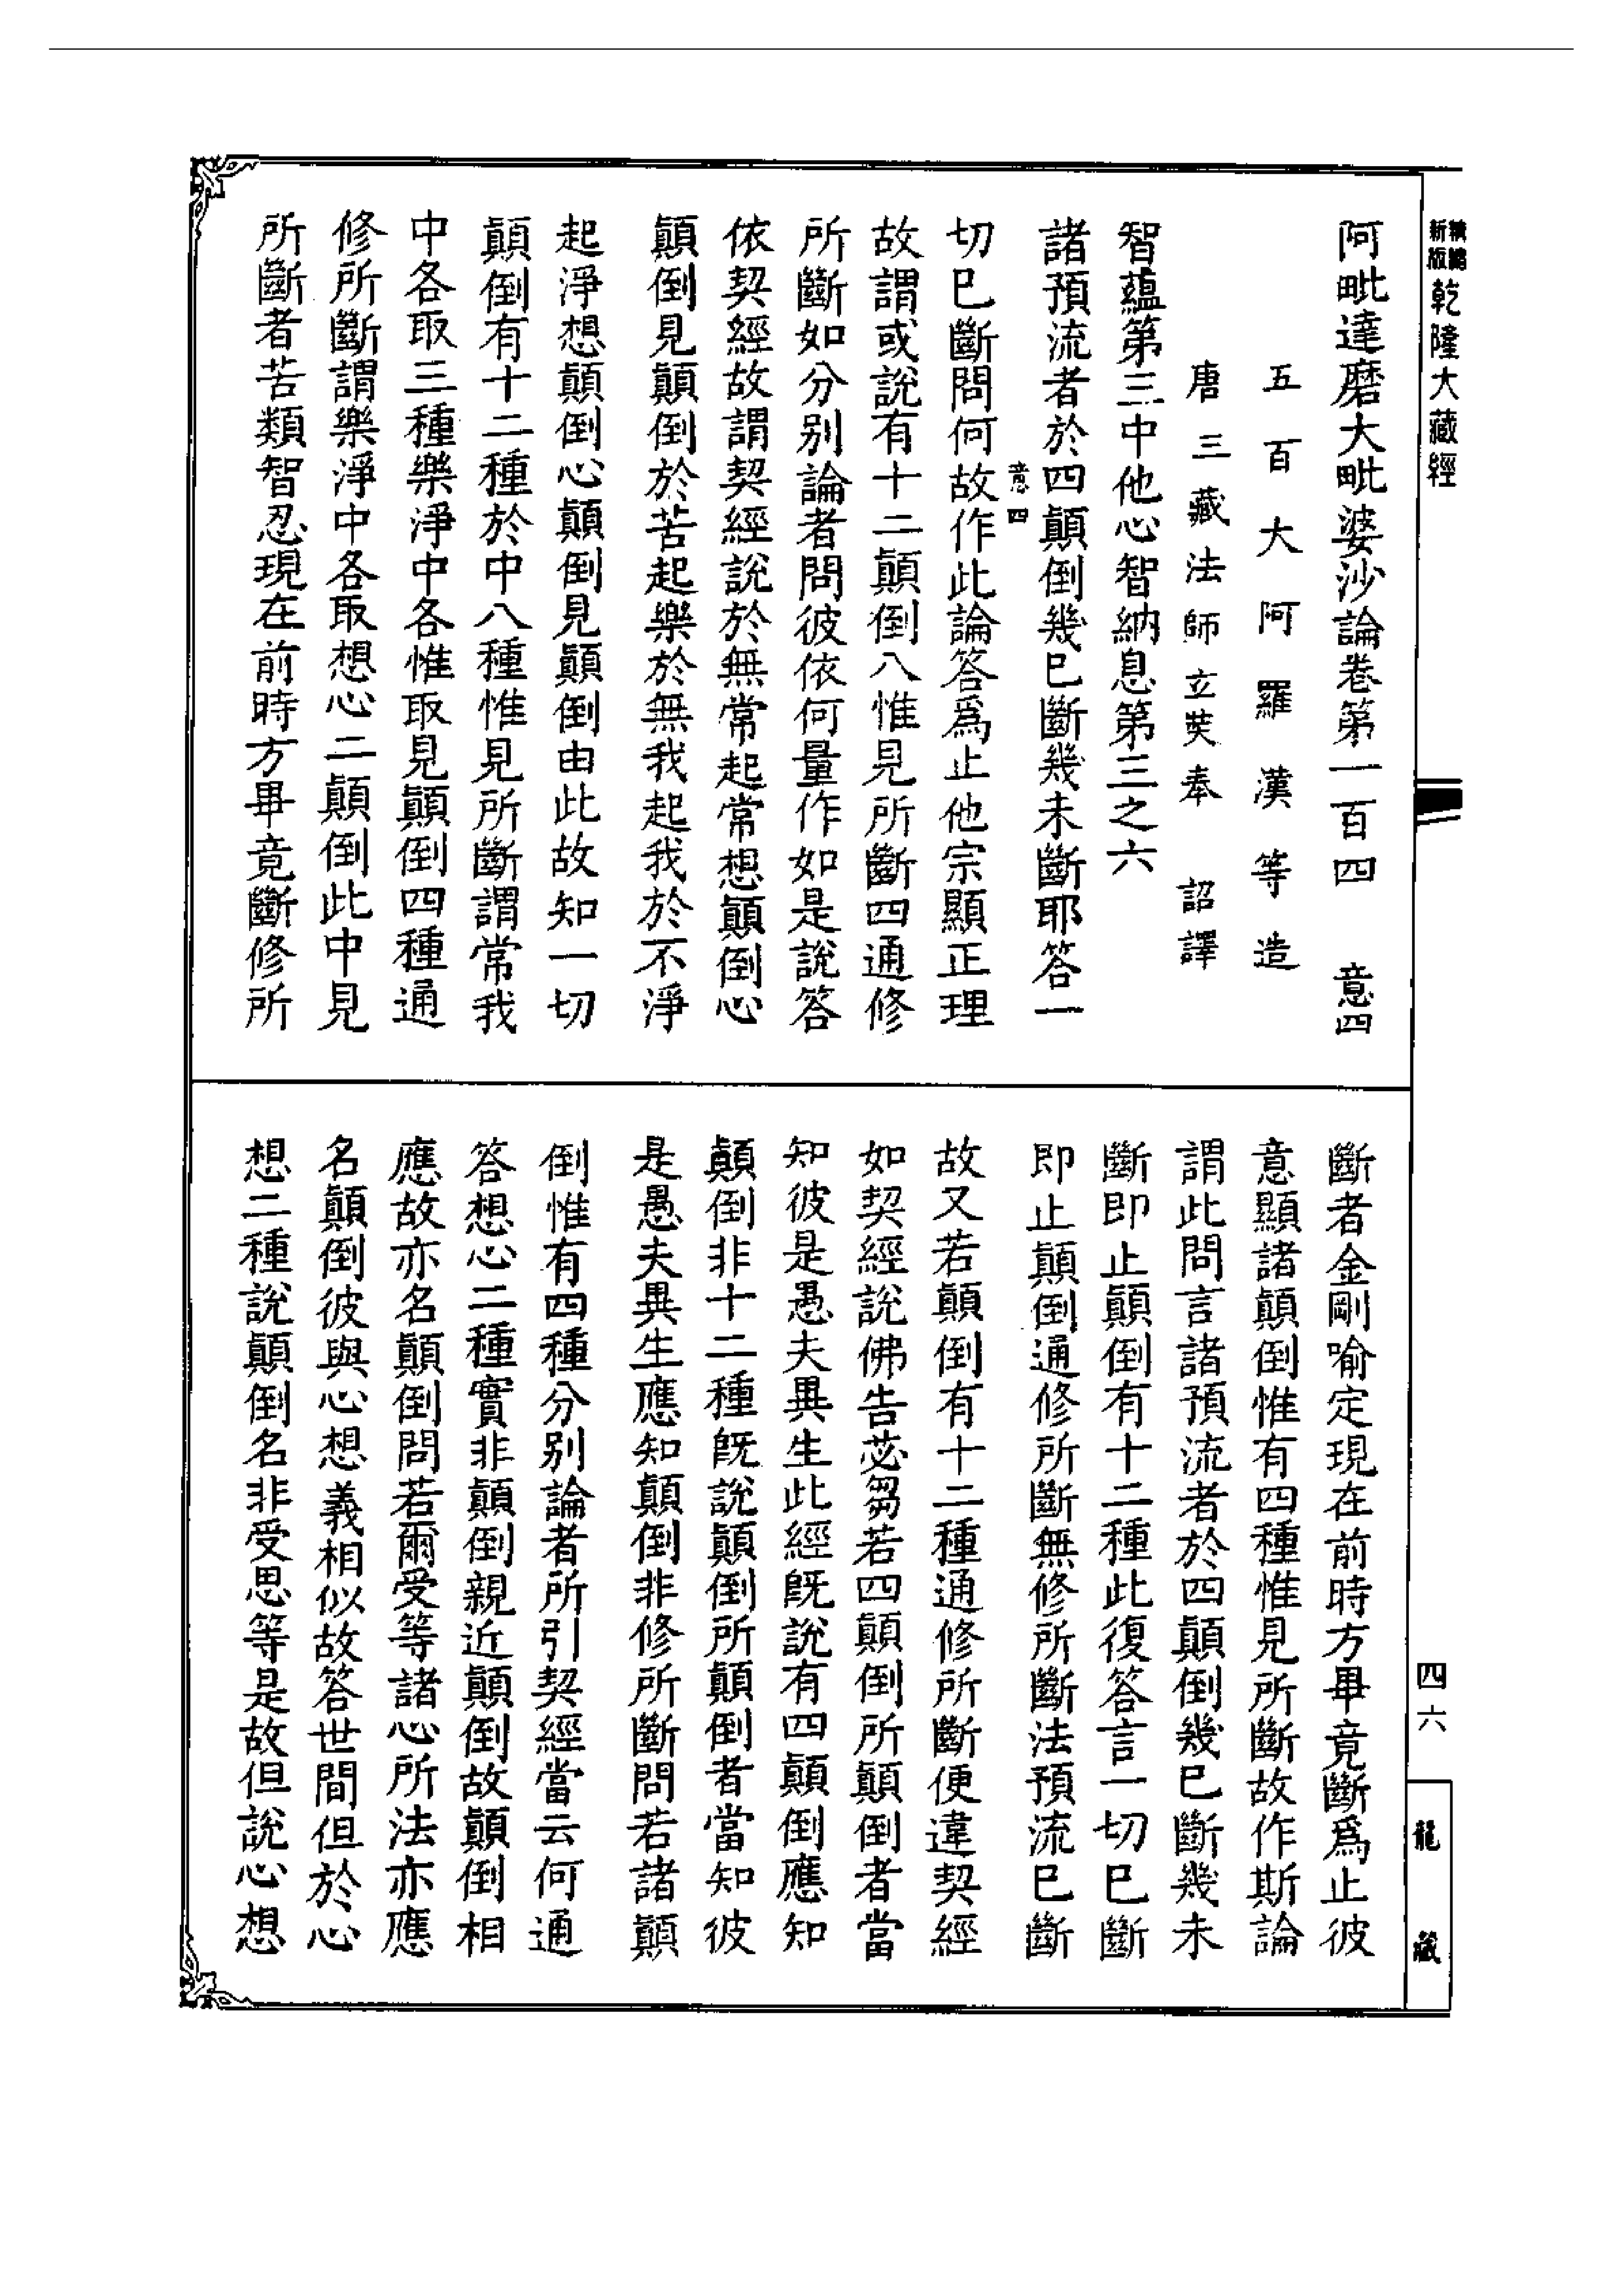 新版
乾隆大藏經
阿毗達磨大毗婆沙論卷第一百四　意四
五百大阿羅漢等造
唐三藏法師玄奘奉　詔譯
智蘊第三中他心智納息第三之六
諸預流者於四顛倒幾已斷幾未斷耶答一
意四
切已斷問何故作此論答爲止他宗顯正理
故謂或說有十二顛倒八惟見所斷四通修
所斷如分別論者問彼依何量作如是說答
依契經故謂契經說於無常起常想顛倒心
顛倒見顛倒於苦起樂於無我起我於不淨
起淨想顛倒心顛倒見顛倒由此故知一切
顛倒有十二種於中八種惟見所斷謂常我
中各取三種樂淨中各惟取見顛倒四種通
修所斷謂樂淨中各取想心二顛倒此中見
所斷者苦類智忍現在前時方畢竟斷修所
斷者金剛喻定現在前時方畢竟斷爲止彼
意顯諸顛倒惟有四種惟見所斷故作斯論
謂此問言諸預流者於四顛倒幾已斷幾未
斷即止顛倒有十二種此復答言一切已斷
即止顛倒通修所斷無修所斷法預流已斷
故又若顛倒有十二種通修所斷便違契經
如契經說佛告苾芻若四顛倒所顛倒者當
知彼是愚夫異生此經旣說有四顛倒應知
顛倒非十二種旣說顛倒所顛倒者當知彼
是愚夫異生應知顛倒非修所斷問若諸顛
倒惟有四種分別論者所引契經當云何通
答想心二種實非顛倒親近顛倒故顛倒相
應故亦名顛倒問若爾受等諸心所法亦應
名顛倒彼與心想義相似故答世間但於心
想二種說顛倒名非受思等是故但說心想
四六
龍藏